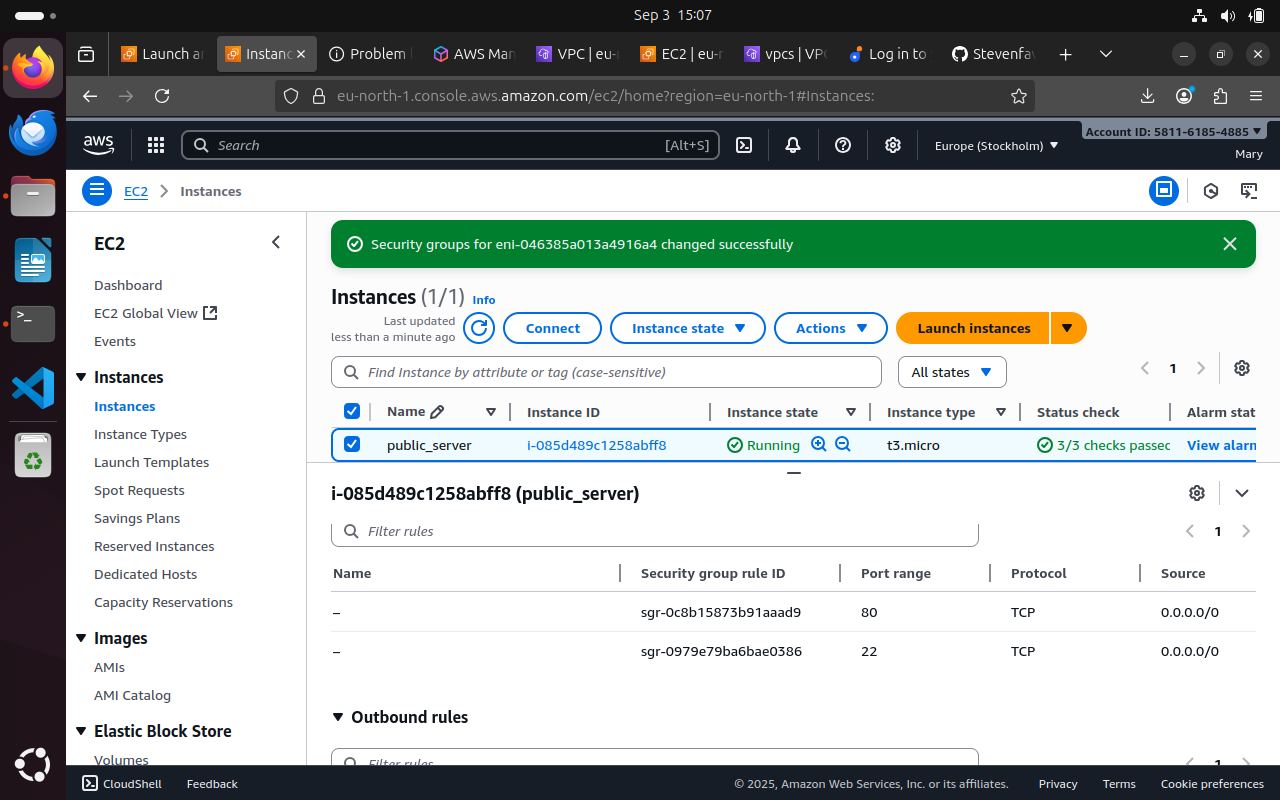 Sep 3 15:07
Launch an
Instanc
Problem l
AWS Man
VPC | eu-n
EC2 | eu-n
vpcs | VPC
Log in to
Stevenfav
eu-north-1.console.aws.amazon.com/ec2/home?region=eu-north-1#Instances:
aws
Search
[Alt+S]
Europe (Stockholm)
Account ID: 5811-6185-4885
Mary
EC2
Instances
EC2
Dashboard
EC2 Global View
Events
Instances
Instances
Instance Types
Launch Templates
Spot Requests
Savings Plans
Reserved Instances
Dedicated Hosts
Capacity Reservations
Images
AMIs
AMI Catalog
Elastic Block Store
Volumes
Security groups for eni-046385a013a4916a4 changed successfully
Instances (1/1) Info
Last updated
less than a minute ago
Connect
Instance state
Actions
Launch instances
Find Instance by attribute or tag (case-sensitive)
All states
1
Name
Instance ID
Instance state
Instance type
Status check
Alarm stat
public_server
i-085d489c1258abff8
Running
t3.micro
3/3 checks passed
View alarm
i-085d489c1258abff8 (public_server)
Filter rules
1
Name
Security group rule ID
Port range
Protocol
Source
–
sgr-0c8b15873b91aaad9
80
TCP
0.0.0.0/0
–
sgr-0979e79ba6bae0386
22
TCP
0.0.0.0/0
Outbound rules
Filter rules
1
CloudShell
Feedback
© 2025, Amazon Web Services, Inc. or its affiliates.
Privacy
Terms
Cookie preferences